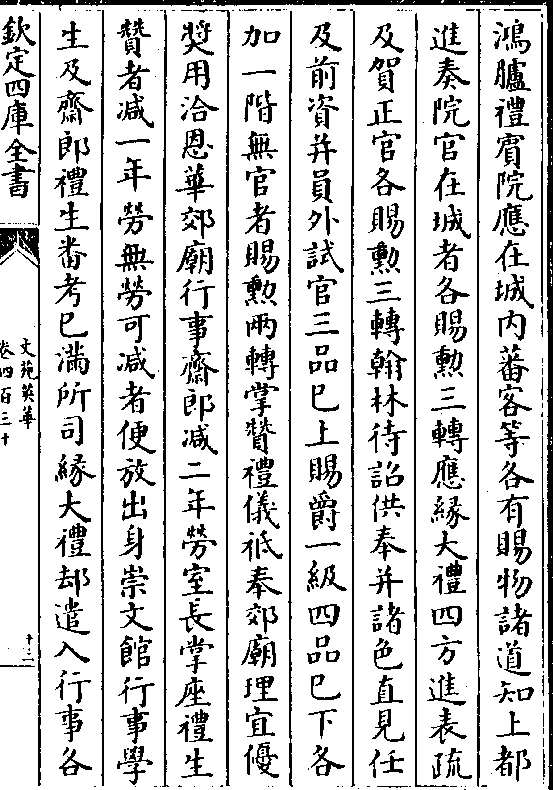 鴻臚禮賓院應在城内蕃客等各有賜物諸道知上都
進奏院官在城者各賜勲三轉應緣大禮四方進表疏
及賀正官各賜勲三轉翰林待詔供奉并諸色直見任
及前資并員外試官三品巳上賜爵一級四品巳下各
加一階無官者賜勲兩轉掌贊禮儀祇奉郊廟理宜優
奬用洽恩華郊廟行事齋郎减二年勞室長掌座禮生
贊者减一年勞無勞可减者便放出身崇文館行事學
生及齋郎禮生畨考巳滿所司緣大禮却遣入行事各
欽定四庫全書
文苑英華
卷四百三十
十二